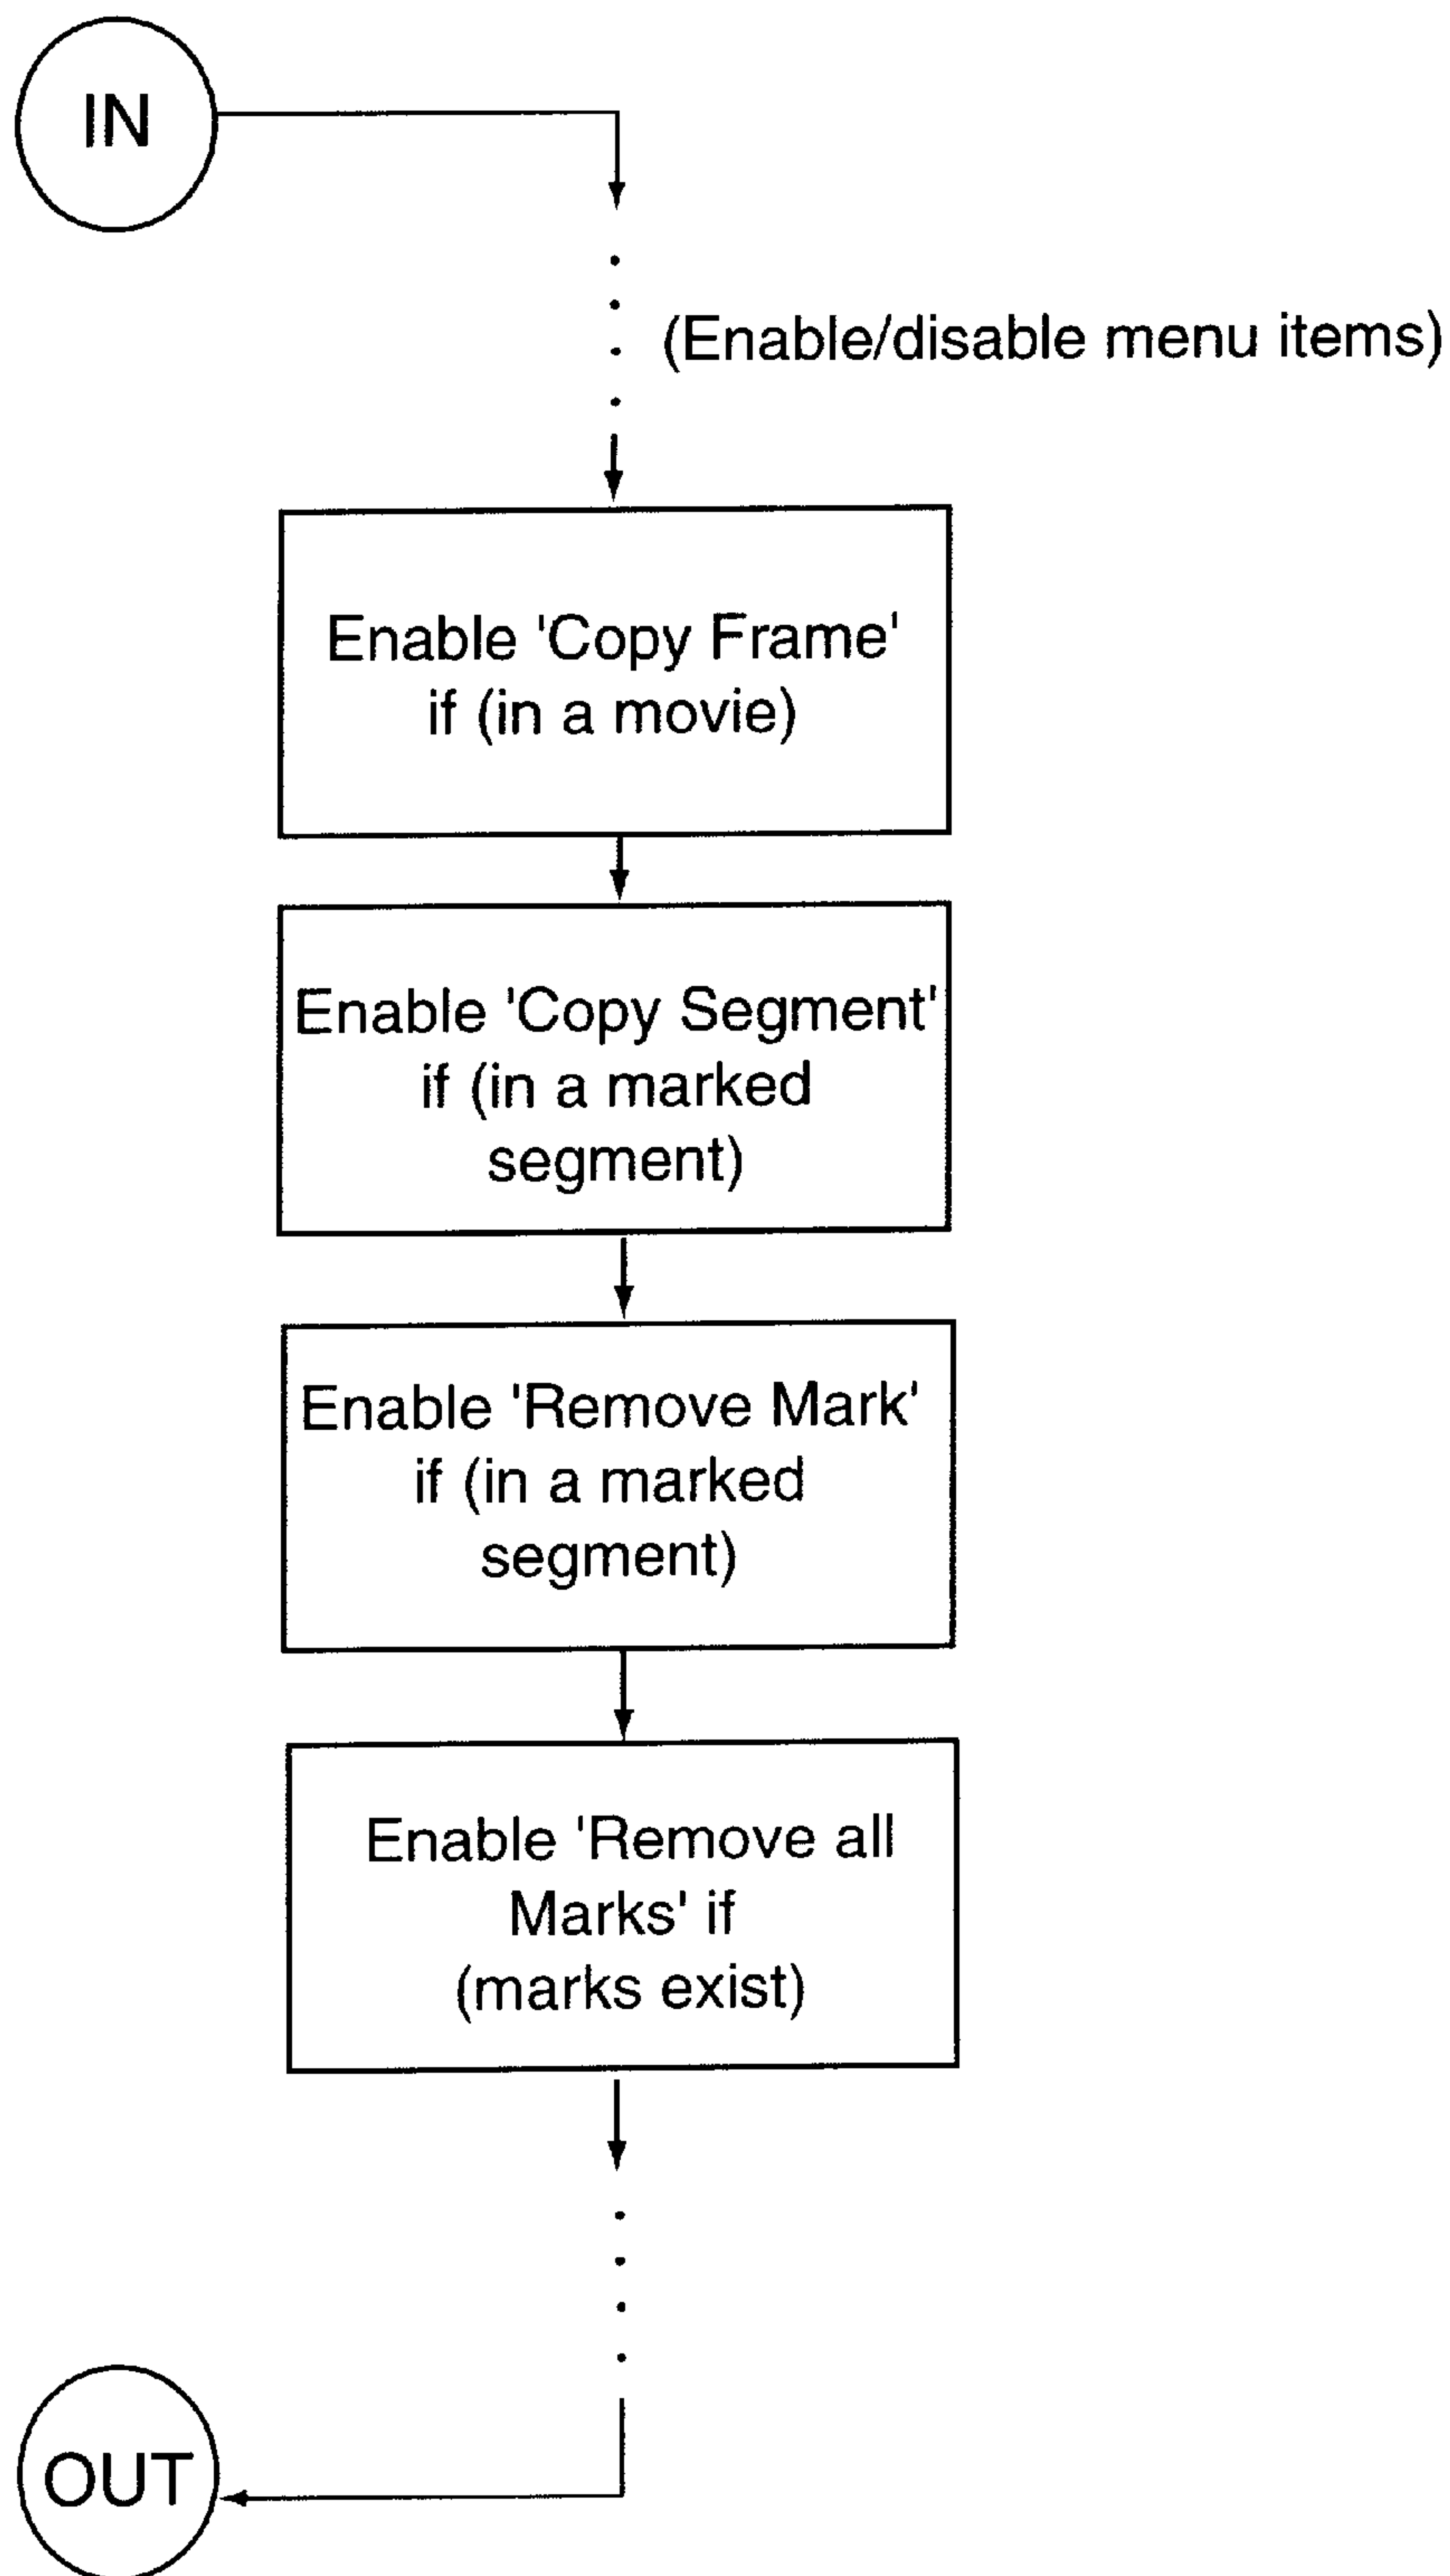 IN
(Enable/disable menu items)
Enable 'Copy Frame'
if (in a movie)
Enable 'Copy Segment'
if (in a marked
segment)
Enable 'Remove Mark'
if (in a marked
segment)
Enable 'Remove all
Marks' if
(marks exist)
OUT